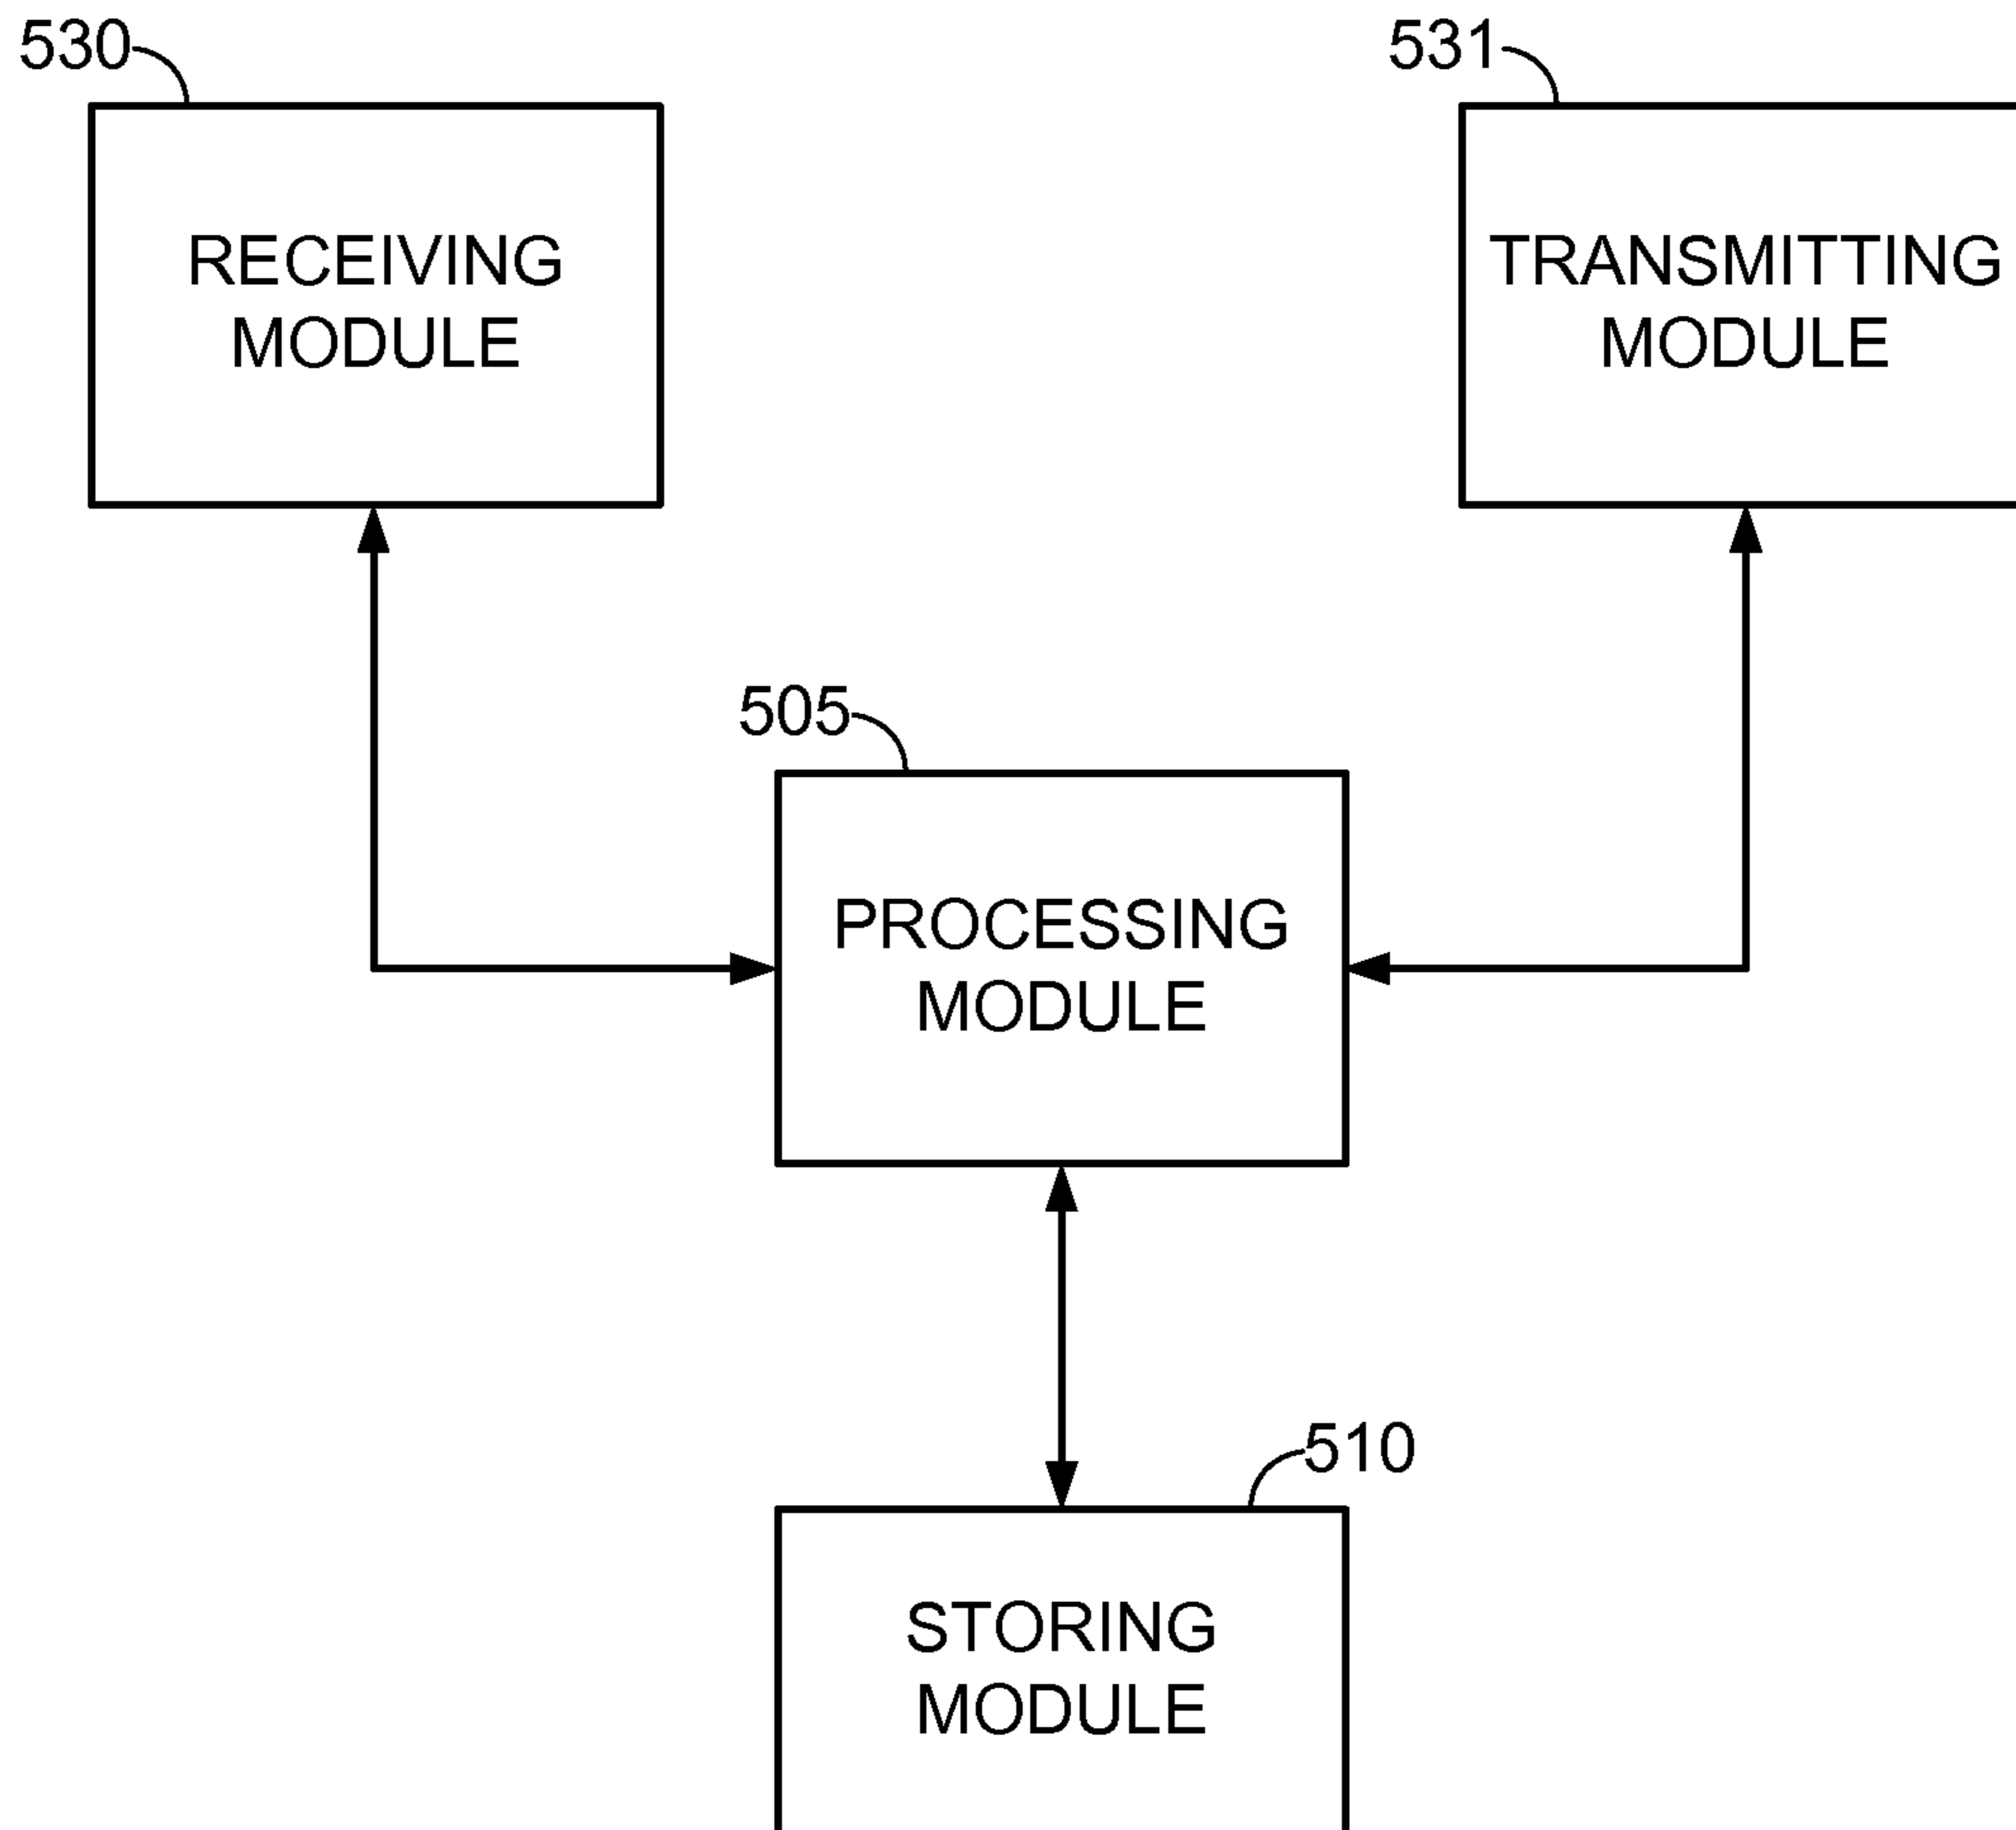 530
531
RECEIVING
MODULE
TRANSMITTING
MODULE
505
PROCESSING
MODULE
510
STORING
MODULE